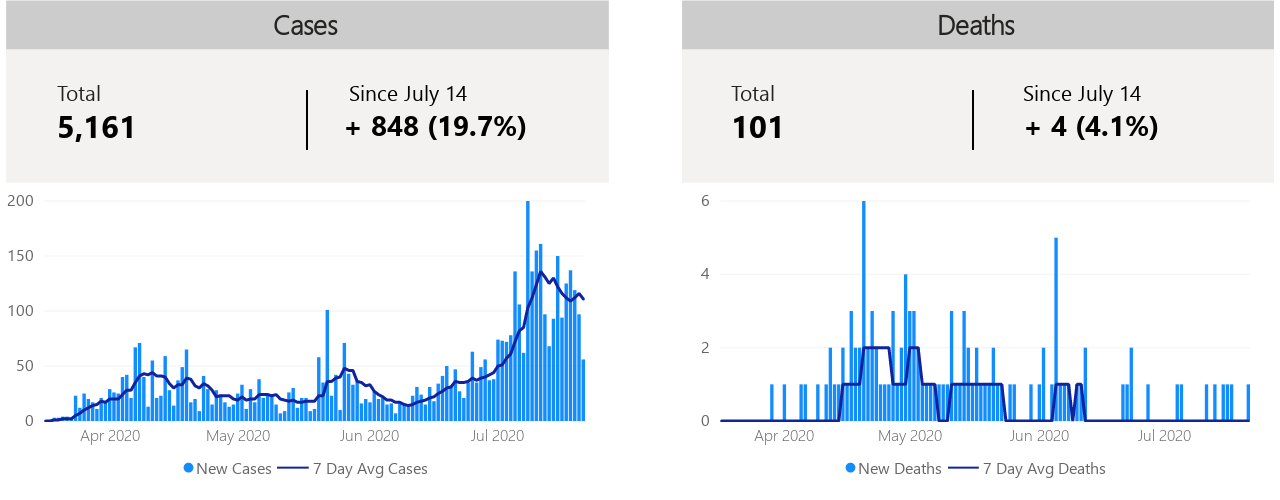 Cases
Total
5,161
Since July 14
+ 848 (19.7%)
200
150
100
50
0
Apr 2020 May 2020 Jun 2020 Jul 2020
New Cases 7 Day Avg Cases
Deaths
Total
101
Since July 14
+ 4 (4.1%)
6
4
2
0
Apr 2020 May 2020 Jun 2020 Jul 2020
New Deaths 7 Day Avg Deaths